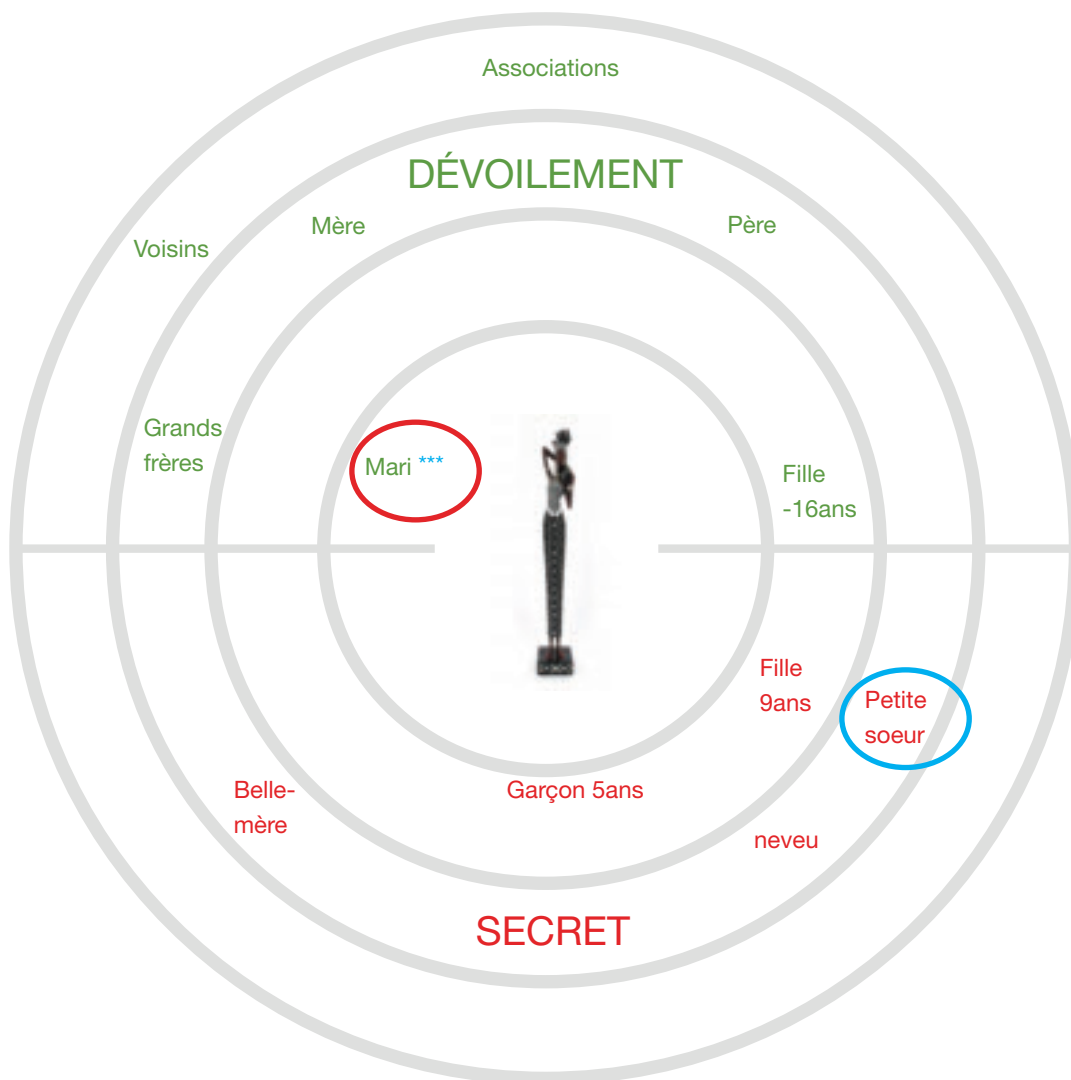 Associations
DÉVOILEMENT
Mère
Père
Voisins
Grands
frères
Mari ***
Fille
-16ans
Fille
9ans
Petite
soeur
Belle-
mère
Garçon 5ans
neveu
SECRET